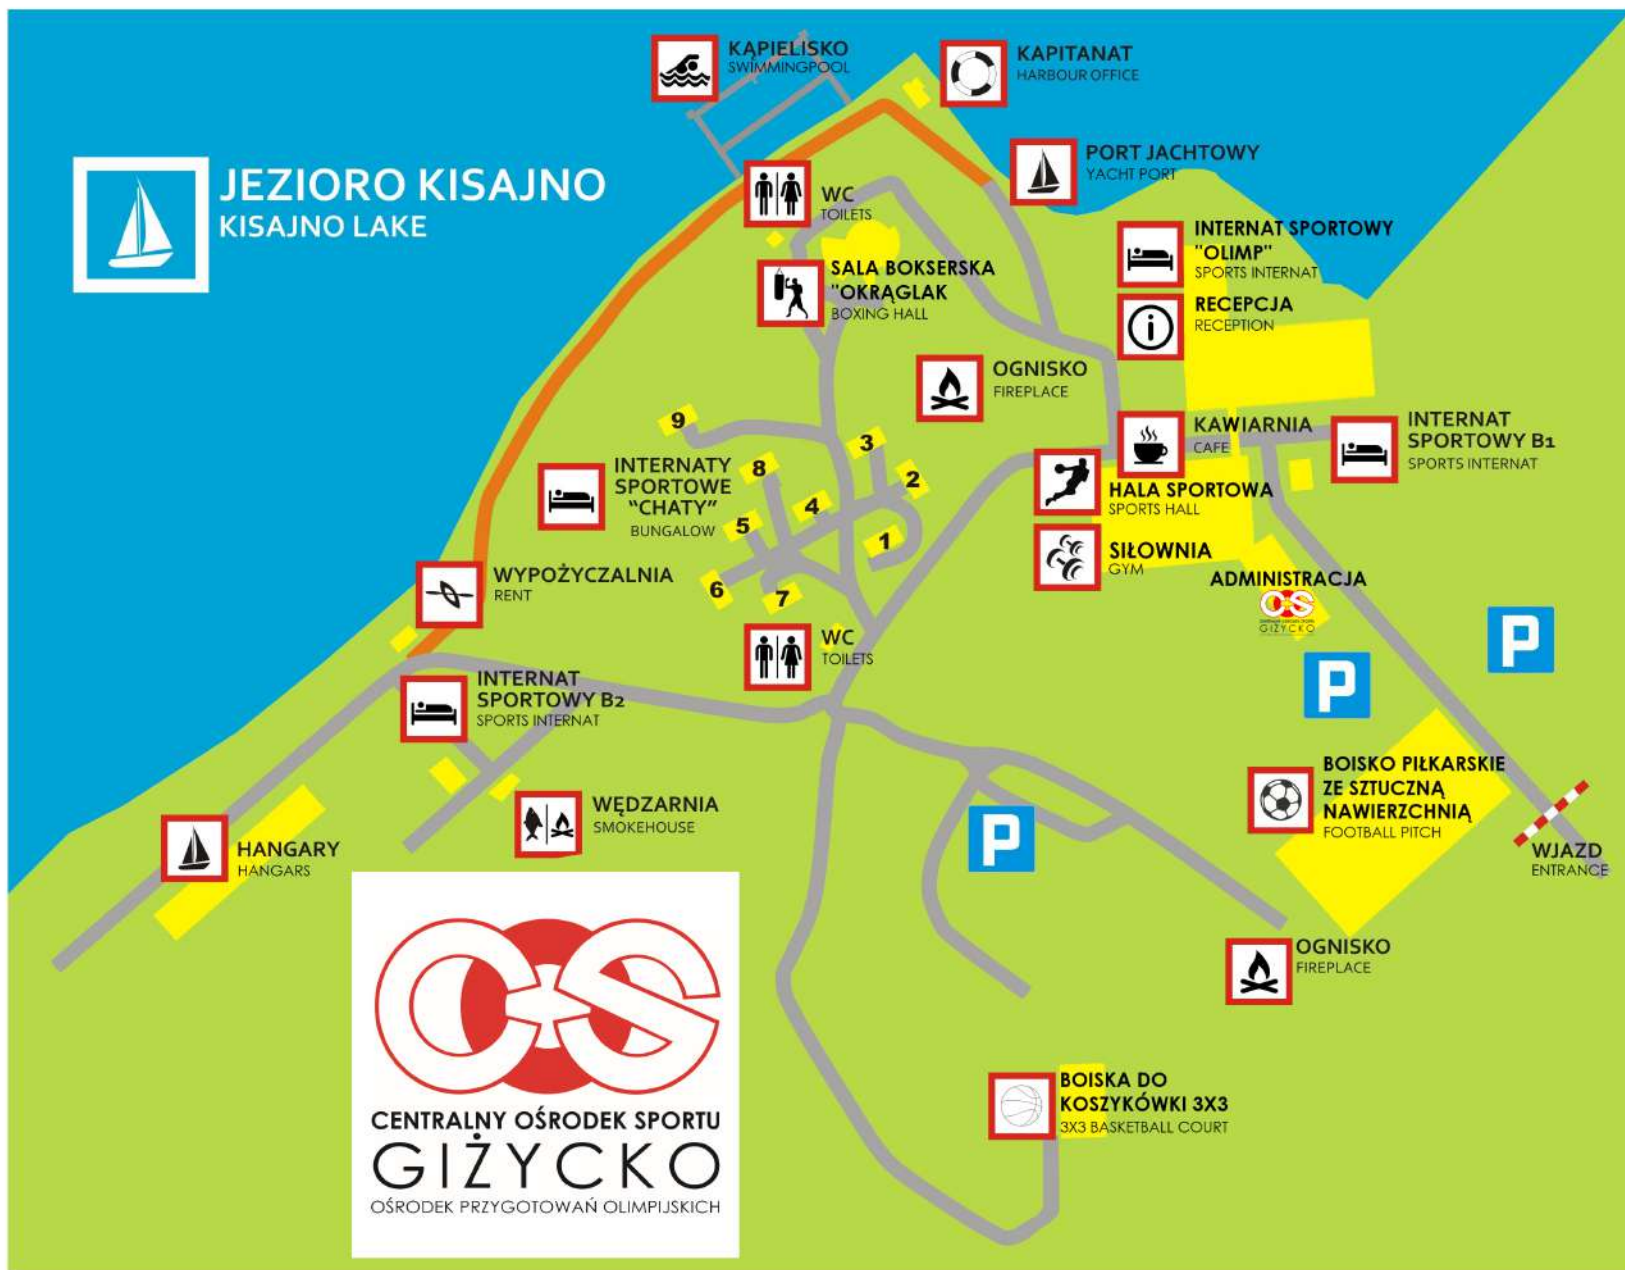 KĄPIELISKO
SWIMMINGPOOL
KAPITANAT
HARBOUR OFFICE
JEZIORO KISAJNO
KISAJNO LAKE
PORT JACHTOWY
YACHT PORT
WC
TOILETS
INTERNAT SPORTOWY
"OLIMP"
SPORTS INTERNAT
SALA BOKSERSKA
"OKRĄGLAK
BOXING HALL
RECEPCJA
RECEPTION
OGNISKO
FIREPLACE
KAWIARNIA
CAFE
INTERNAT
SPORTOWY B1
SPORTS INTERNAT
9
3
8
2
4
5
1
6
7
INTERNATY
SPORTOWE
“CHATY”
BUNGALOW
HALA SPORTOWA
SPORTS HALL
SIŁOWNIA
GYM
ADMINISTRACJA
COS
GIŻYCKO
WYPOŻYCZALNIA
RENT
WC
TOILETS
P
P
INTERNAT
SPORTOWY B2
SPORTS INTERNAT
WĘDZARNIA
SMOKEHOUSE
P
BOISKO PIŁKARSKIE
ZE SZTUCZNĄ
NAWIERZCHNIĄ
FOOTBALL PITCH
WJAZD
ENTRANCE
HANGARY
HANGARS
OGNISKO
FIREPLACE
COS
CENTRALNY OŚRODEK SPORTU
GIŻYCKO
OŚRODEK PRZYGOTOWAŃ OLIMPIJSKICH
BOISKA DO
KOSZYKÓWKI 3X3
3X3 BASKETBALL COURT